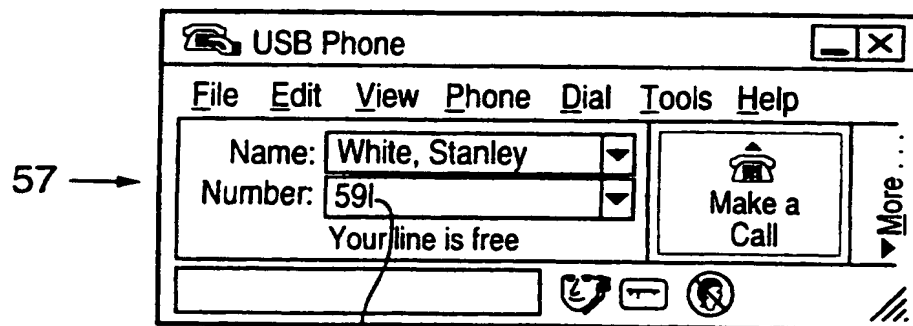 USB Phone
File Edit View Phone Dial Tools Help
Name: White, Stanley
Number: 59
Your line is free
Make a
Call
More...
57